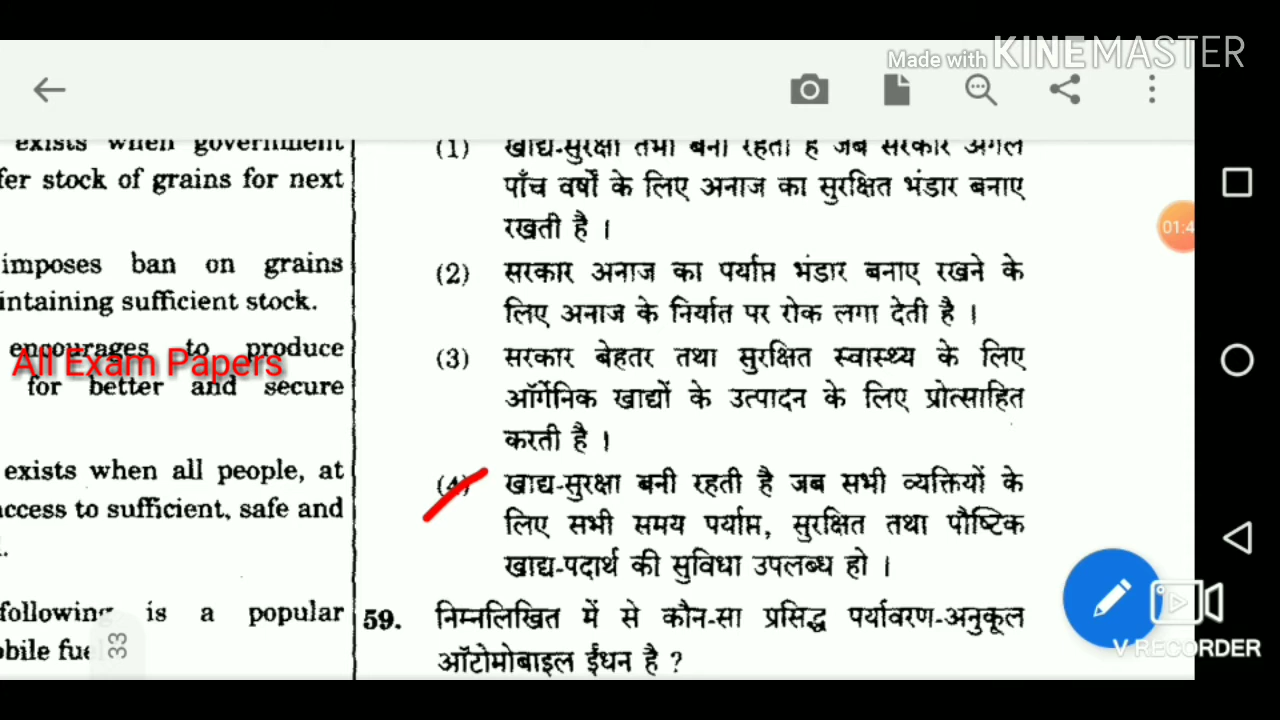 Made with KINEMASTER
exists when government
fer stock of grains for next
imposes ban on grains
intaining sufficient stock.
encourages to produce
All Exam Papers
for better and secure
exists when all people, at
access to sufficient, safe and
following is a popular
33
(1) खाद्य-सुरक्षा तभी बनी रहती है जब सरकार अगले
पाँच वर्षों के लिए अनाज का सुरक्षित भंडार बनाए
रखती है ।
01:4
(2) सरकार अनाज का पर्याप्त भंडार बनाए रखने के
लिए अनाज के निर्यात पर रोक लगा देती है ।
(3) सरकार बेहतर तथा सुरक्षित स्वास्थ्य के लिए
ऑर्गेनिक खाद्यों के उत्पादन के लिए प्रोत्साहित
करती है ।
(4) खाद्य-सुरक्षा बनी रहती है जब सभी व्यक्तियों के
लिए सभी समय पर्याप्त, सुरक्षित तथा पौष्टिक
खाद्य-पदार्थ की सुविधा उपलब्ध हो ।
59. निम्नलिखित में से कौन-सा प्रसिद्ध पर्यावरण-अनुकूल
ऑटोमोबाइल ईंधन है ?
V RECORDER